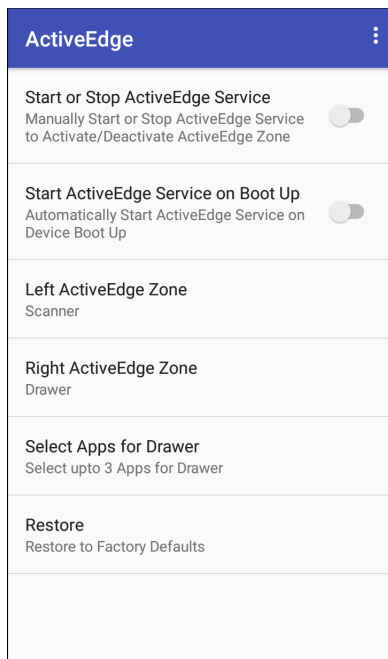 ActiveEdge
Start or Stop ActiveEdge Service
Manually Start or Stop ActiveEdge Service
to Activate/Deactivate ActiveEdge Zone
Start ActiveEdge Service on Boot Up
Automatically Start ActiveEdge Service on
Device Boot Up
Left ActiveEdge Zone
Scanner
Right ActiveEdge Zone
Drawer
Select Apps for Drawer
Select upto 3 Apps for Drawer
Restore
Restore to Factory Defaults